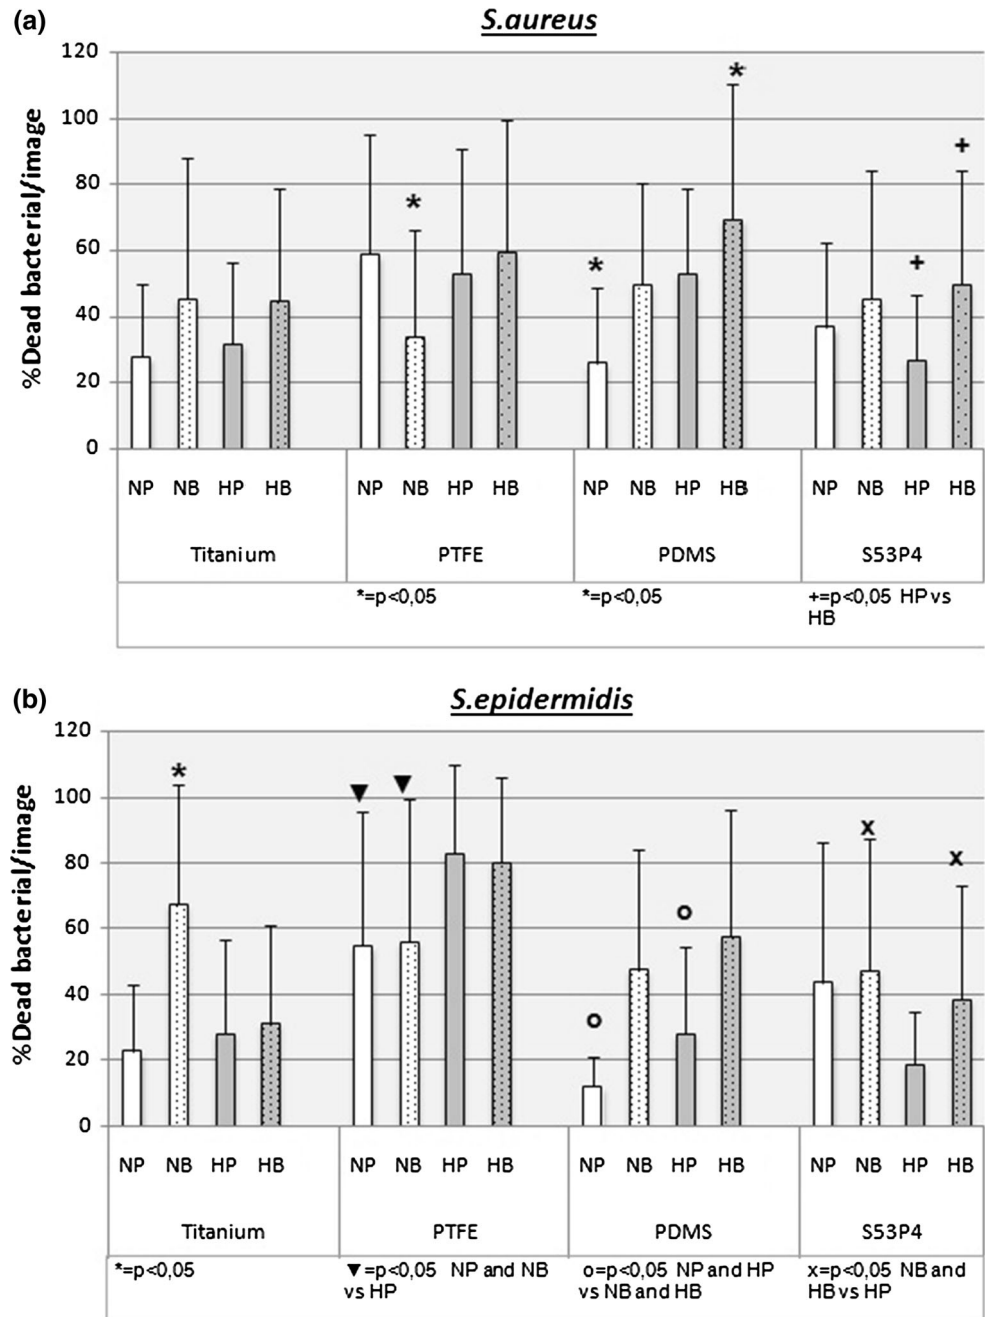 (a)
S.aureus
%Dead bacterial/image
120
100
80
60
40
20
0
*
*
*
+
+
NP NB HP HB NP NB HP HB NP NB HP HB NP NB HP HB
Titanium PTFE PDMS S53P4
*=p<0,05 *=p<0,05 +=p<0,05 HP vs
HB
(b)
S.epidermidis
%Dead bacterial/image
120
100
80
60
40
20
0
*
▼ ▼
o
o
x
x
NP NB HP HB NP NB HP HB NP NB HP HB NP NB HP HB
Titanium PTFE PDMS S53P4
*=p<0,05 ▼=p<0,05 NP and NB o=p<0,05 NP and HP x=p<0,05 NB and
vs HP vs NB and HB HB vs HP